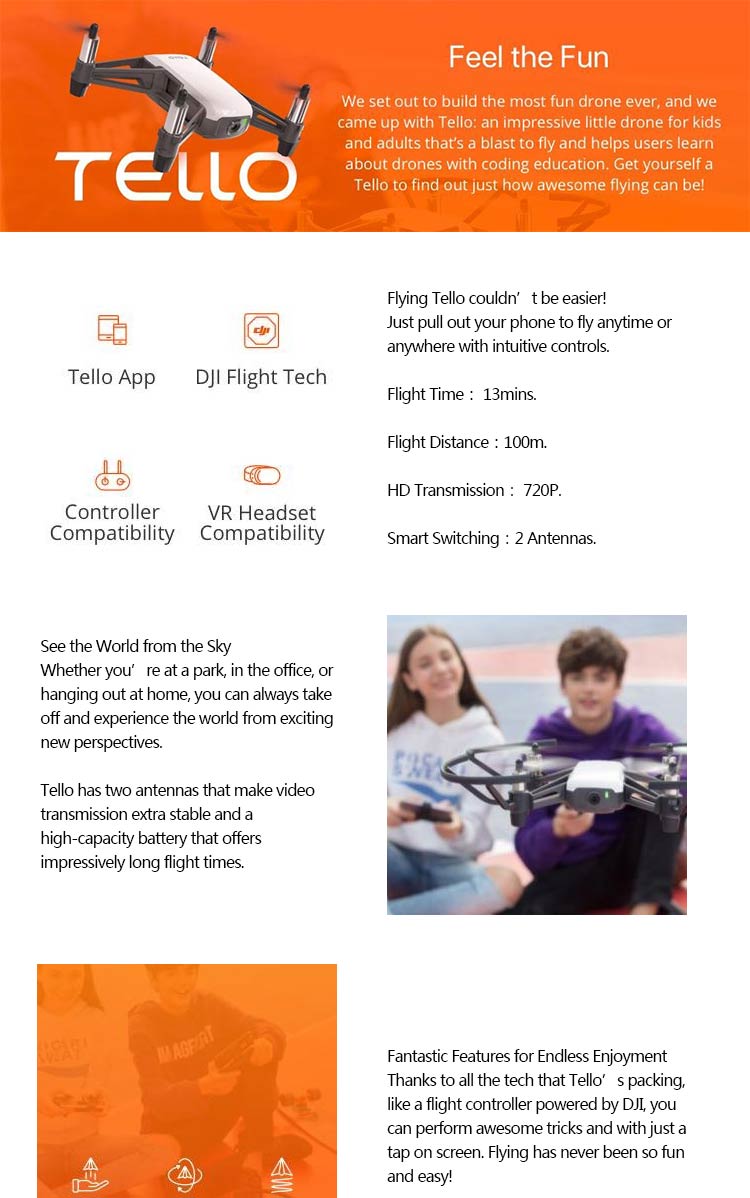 Feel the Fun
We set out to build the most fun drone ever, and we
came up with Tello: an impressive little drone for kids
and adults that's a blast to fly and helps users learn
about drones with coding education. Get yourself a
Tello to find out just how awesome flying can be!
TELLO
Tello App
DJI Flight Tech
Controller
Compatibility
VR Headset
Compatibility
Flying Tello couldn't be easier!
Just pull out your phone to fly anytime or
anywhere with intuitive controls.
Flight Time : 13mins.
Flight Distance : 100m.
HD Transmission : 720P.
Smart Switching : 2 Antennas.
See the World from the Sky
Whether you're at a park, in the office, or
hanging out at home, you can always take
off and experience the world from exciting
new perspectives.
Tello has two antennas that make video
transmission extra stable and a
high-capacity battery that offers
impressively long flight times.
Fantastic Features for Endless Enjoyment
Thanks to all the tech that Tello's packing,
like a flight controller powered by DJI, you
can perform awesome tricks and with just a
tap on screen. Flying has never been so fun
and easy!